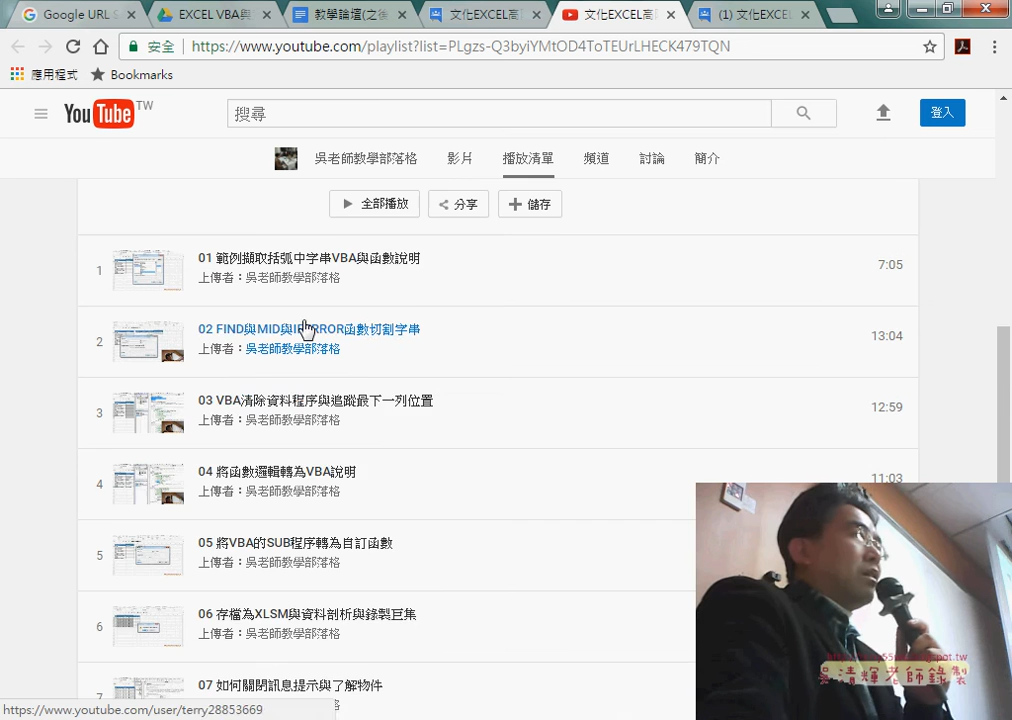 Google URL S
EXCEL VBA與
教學論壇(之後
文化EXCEL高
文化EXCEL高
(1) 文化EXCEL
安全
https://www.youtube.com/playlist?list=PLgzs-Q3byiYMtOD4ToTEUrLHECK479TQN
應用程式
Bookmarks
YouTube TW
搜尋
登入
吳老師教學部落格
影片
播放清單
頻道
討論
簡介
全部播放
分享
儲存
1
01 範例擷取括弧中字串VBA與函數說明
7:05
上傳者：吳老師教學部落格
2
02 FIND與MID與IFERROR函數切割字串
13:04
上傳者：吳老師教學部落格
3
03 VBA清除資料程序與追蹤最下一列位置
12:59
上傳者：吳老師教學部落格
4
04 將函數邏輯轉為VBA說明
11:03
上傳者：吳老師教學部落格
5
05 將VBA的SUB程序轉為自訂函數
上傳者：吳老師教學部落格
6
06 存檔為XLSM與資料剖析與錄製巨集
上傳者：吳老師教學部落格
7
07 如何關閉訊息提示與了解物件
吳清輝老師錄製
https://www.youtube.com/user/terry28853669